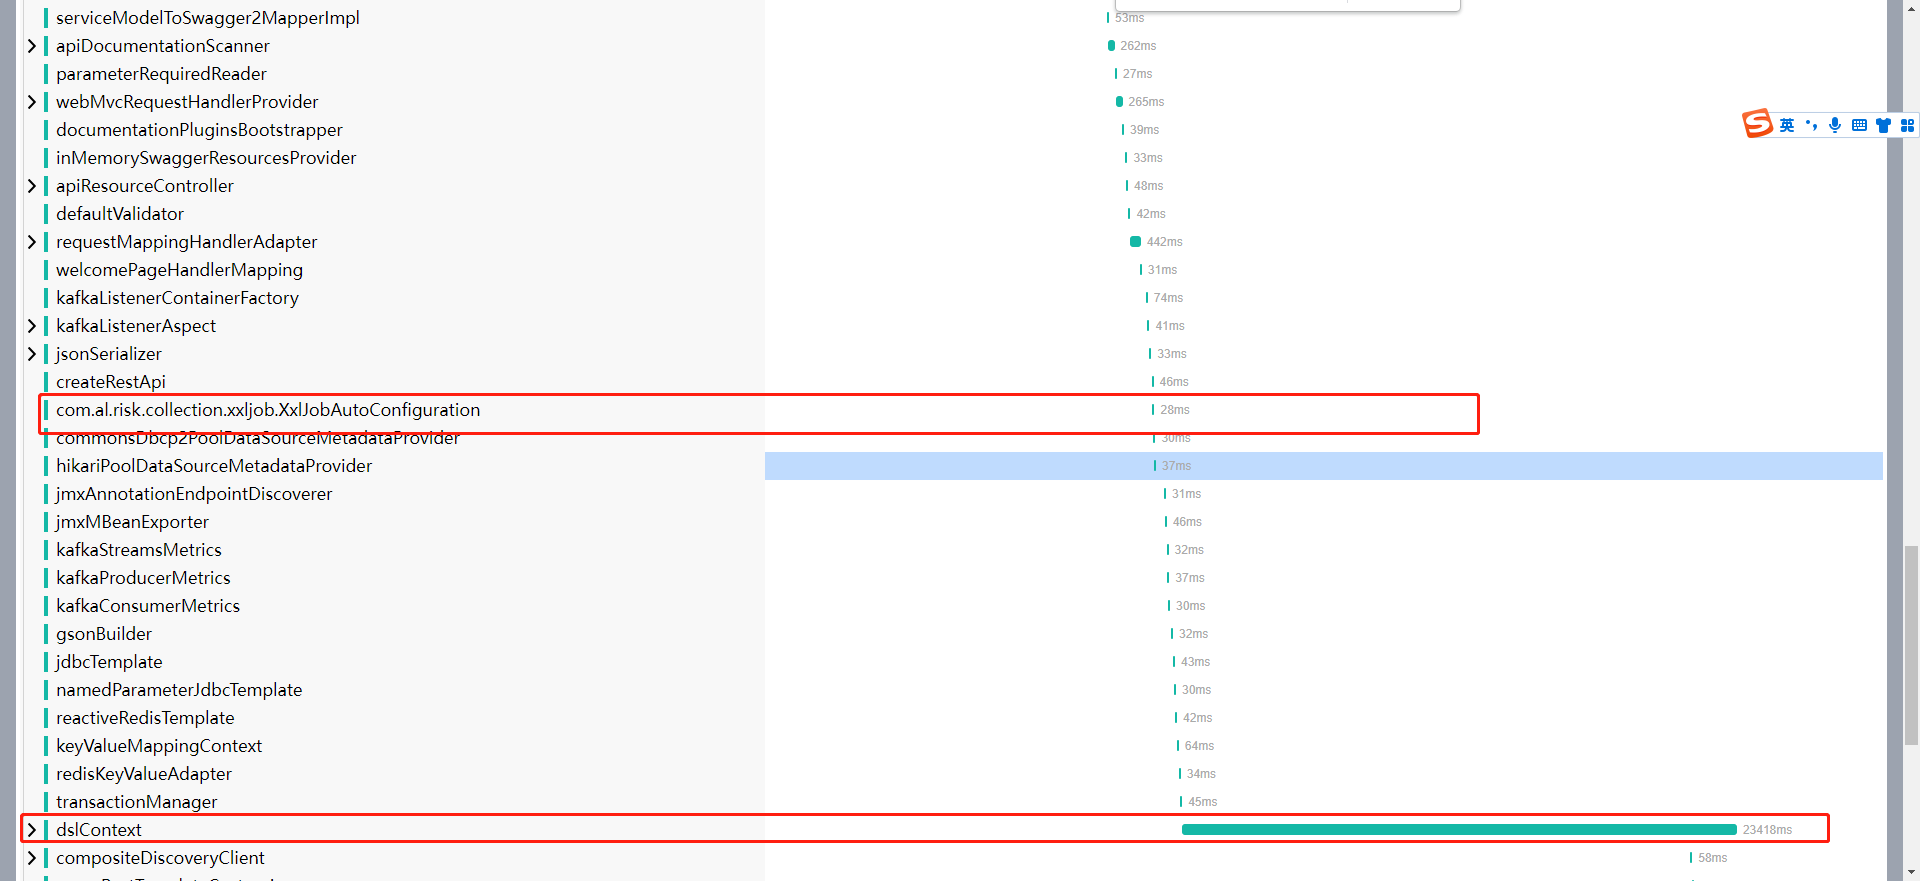 serviceModelToSwagger2MapperImpl 53ms
apiDocumentationScanner 262ms
parameterRequiredReader 27ms
webMvcRequestHandlerProvider 265ms
documentationPluginsBootstrapper 39ms
inMemorySwaggerResourcesProvider 33ms
apiResourceController 48ms
defaultValidator 42ms
requestMappingHandlerAdapter 442ms
welcomePageHandlerMapping 31ms
kafkaListenerContainerFactory 74ms
kafkaListenerAspect 41ms
jsonSerializer 33ms
createRestApi 46ms
com.al.risk.collection.xxljob.XxlJobAutoConfiguration 28ms
commonsDbcp2PoolDataSourceMetadataProvider 30ms
hikariPoolDataSourceMetadataProvider 37ms
jmxAnnotationEndpointDiscoverer 31ms
jmxMBeanExporter 46ms
kafkaStreamsMetrics 32ms
kafkaProducerMetrics 37ms
kafkaConsumerMetrics 30ms
gsonBuilder 32ms
jdbcTemplate 43ms
namedParameterJdbcTemplate 30ms
reactiveRedisTemplate 42ms
keyValueMappingContext 64ms
redisKeyValueAdapter 34ms
transactionManager 45ms
dslContext 23418ms
compositeDiscoveryClient 58ms
英